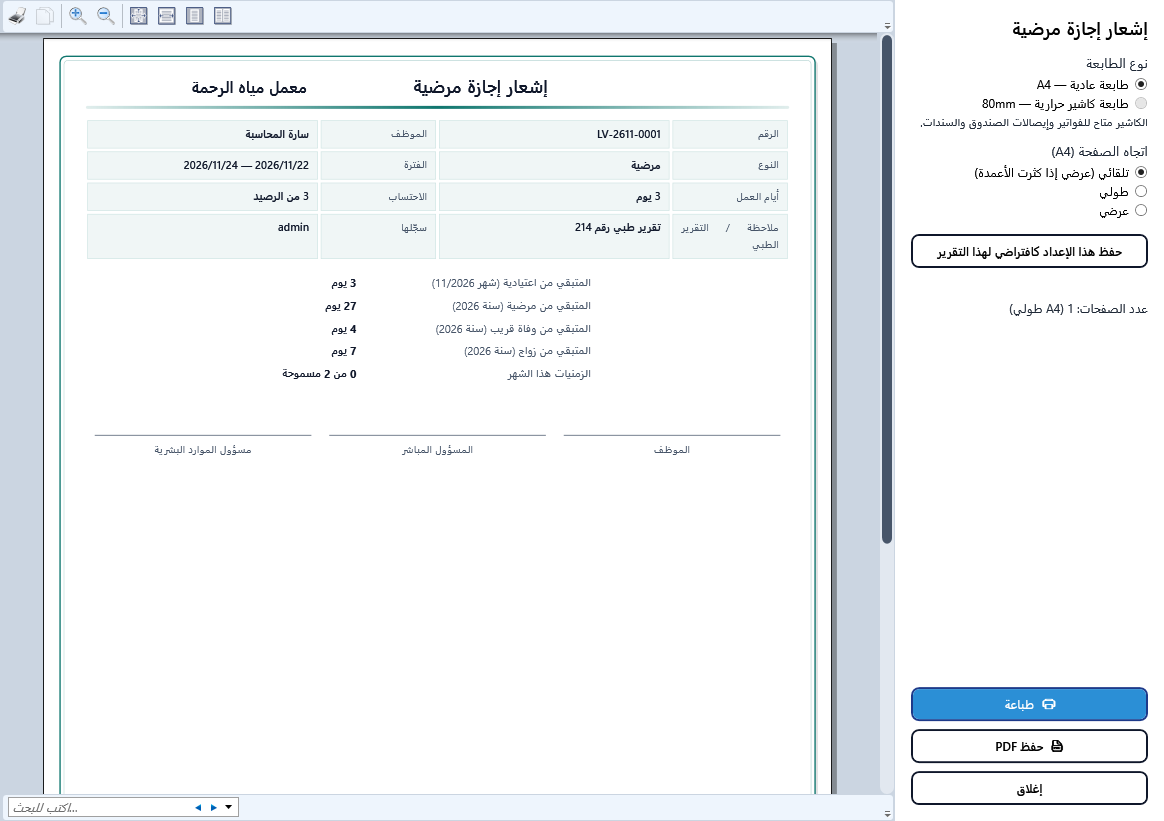 إشعار إجازة مرضية
نوع الطابعة
طابعة عادية — A4
طابعة كاشير حرارية — 80mm
الكاشير متاح للفواتير وإيصالات الصندوق والسندات.
اتجاه الصفحة (A4)
تلقائي (عرضي إذا كثرت الأعمدة)
طولي
عرضي
حفظ هذا الإعداد كافتراضي لهذا التقرير
عدد الصفحات: 1 (A4 طولي)
طباعة
حفظ PDF
إغلاق
إشعار إجازة مرضية
معمل مياه الرحمة
الرقم LV-2611-0001 الموظف سارة المحاسبة
النوع مرضية الفترة 2026/11/22 — 2026/11/24
أيام العمل 3 يوم الاحتساب 3 من الرصيد
ملاحظة / التقرير الطبي تقرير طبي رقم 214 سجّلها admin
المتبقي من اعتيادية (شهر 11/2026) 3 يوم
المتبقي من مرضية (سنة 2026) 27 يوم
المتبقي من وفاة قريب (سنة 2026) 4 يوم
المتبقي من زواج (سنة 2026) 7 يوم
الزمنيات هذا الشهر 0 من 2 مسموحة
الموظف
المسؤول المباشر
مسؤول الموارد البشرية
اكتب للبحث...